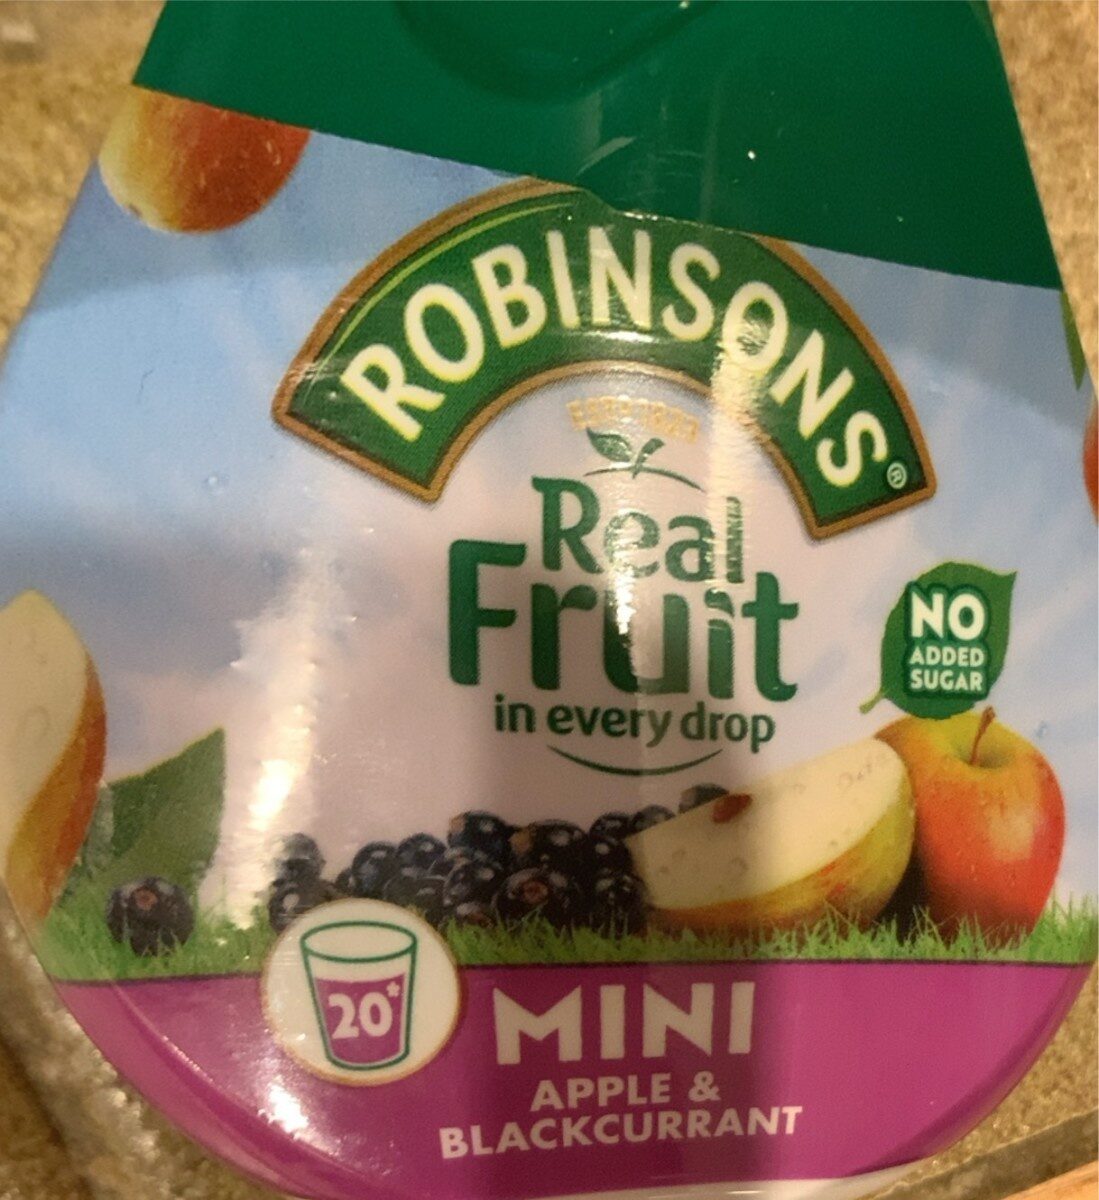 ROBINSONS®
Real
Fruit
in every drop
NO
ADDED
SUGAR
20*
MINI
APPLE &
BLACKCURRANT